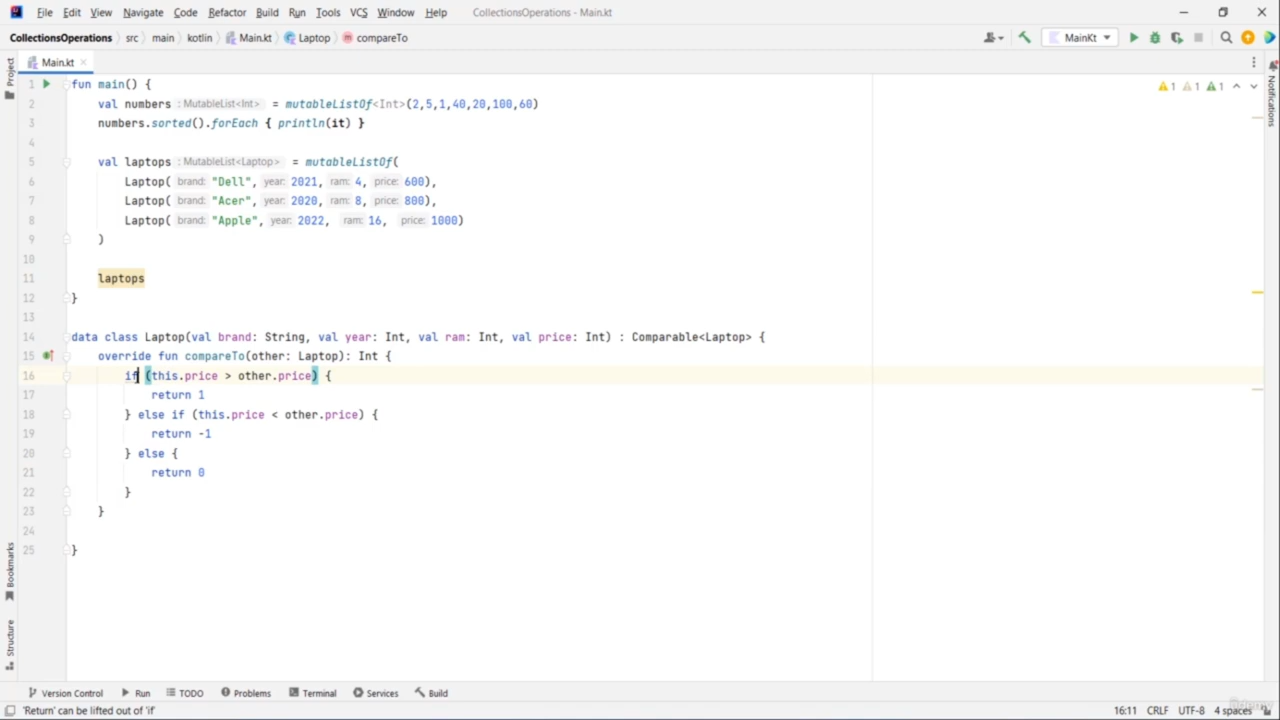 File Edit View Navigate Code Refactor Build Run Tools VCS Window Help CollectionsOperations - Main.kt
CollectionsOperations src main kotlin Main.kt Laptop compareTo MainKt
Main.kt
Project
Notifications
1 fun main() { 1 1 1
2 val numbers : MutableList<Int> = mutableListOf<Int>(2,5,1,40,20,100,60)
3 numbers.sorted().forEach { println(it) }
4
5 val laptops : MutableList<Laptop> = mutableListOf(
6 Laptop( brand: "Dell", year: 2021, ram: 4, price: 600),
7 Laptop( brand: "Acer", year: 2020, ram: 8, price: 800),
8 Laptop( brand: "Apple", year: 2022, ram: 16, price: 1000)
9 )
10
11 laptops
12 }
13
14 data class Laptop(val brand: String, val year: Int, val ram: Int, val price: Int) : Comparable<Laptop> {
15 override fun compareTo(other: Laptop): Int {
16 if (this.price > other.price) {
17 return 1
18 } else if (this.price < other.price) {
19 return -1
20 } else {
21 return 0
22 }
23 }
24
25 }
Bookmarks
Structure
Version Control Run TODO Problems Terminal Services Build
'Return' can be lifted out of 'if' 16:11 CRLF UTF-8 4 spaces
udemy